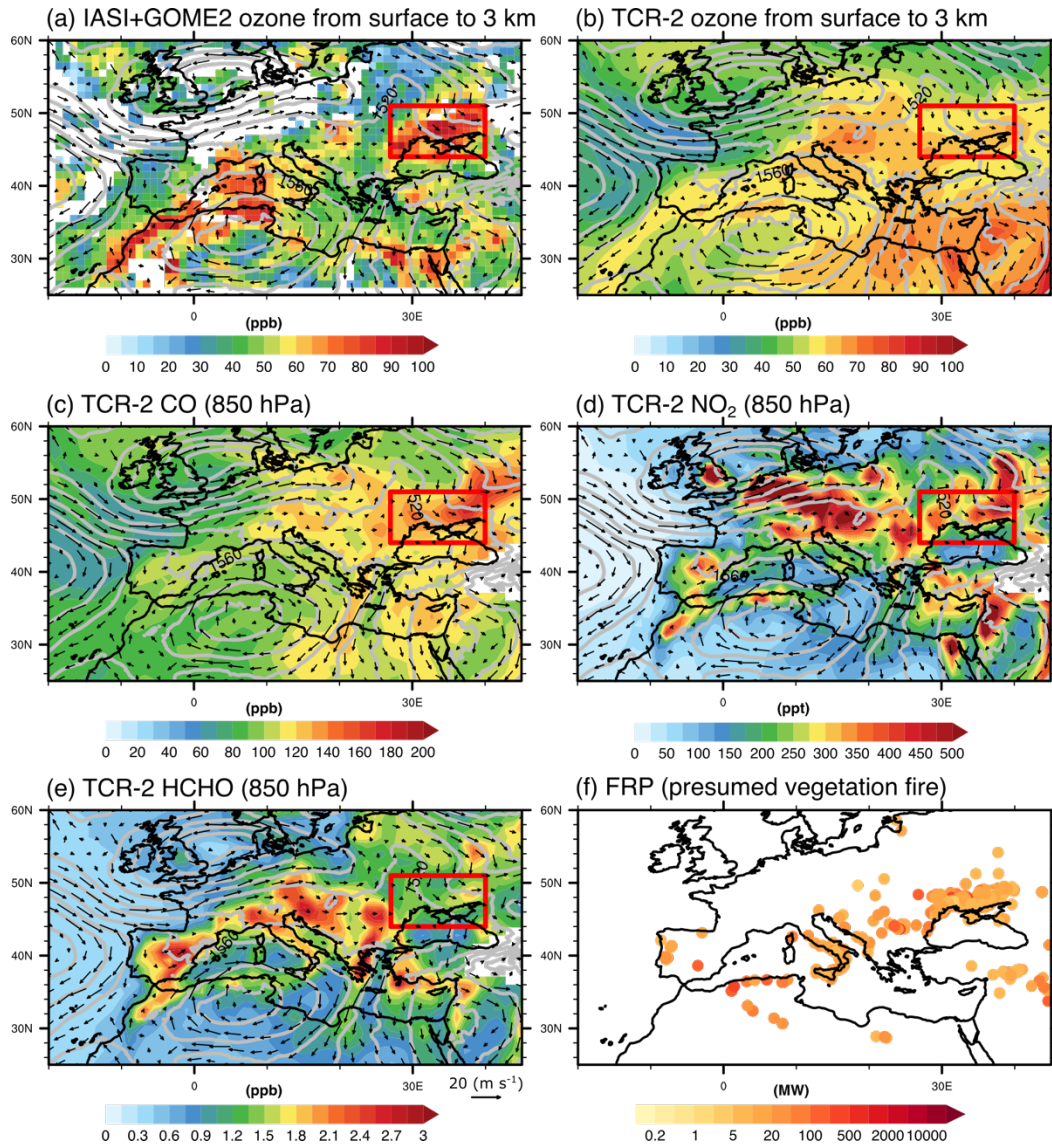 (a) IASI+GOME2 ozone from surface to 3 km
60N
50N
40N
30N
1520
1560
0
30E
(ppb)
0 10 20 30 40 50 60 70 80 90 100
(b) TCR-2 ozone from surface to 3 km
60N
50N
40N
30N
1520
1560
0
30E
(ppb)
0 10 20 30 40 50 60 70 80 90 100
(c) TCR-2 CO (850 hPa)
60N
50N
40N
30N
1520
1560
0
30E
(ppb)
0 20 40 60 80 100 120 140 160 180 200
(d) TCR-2 NO₂ (850 hPa)
60N
50N
40N
30N
1520
1560
0
30E
(ppt)
0 50 100 150 200 250 300 350 400 450 500
(e) TCR-2 HCHO (850 hPa)
60N
50N
40N
30N
1520
1560
0
30E
(ppb)
20 (m s⁻¹)
0 0.3 0.6 0.9 1.2 1.5 1.8 2.1 2.4 2.7 3
(f) FRP (presumed vegetation fire)
60N
50N
40N
30N
0
30E
(MW)
0.2 1 5 20 100 500 2000 10000